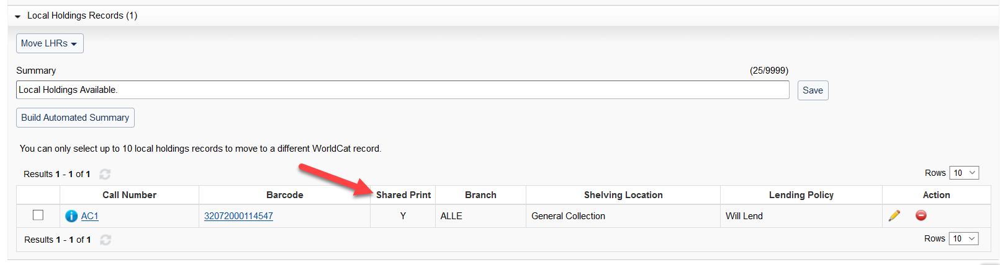 Local Holdings Records (1)
Move LHRs
Summary (25/9999)
Local Holdings Available. Save
Build Automated Summary
You can only select up to 10 local holdings records to move to a different WorldCat record.
Results 1 - 1 of 1 Rows 10
Call Number Barcode Shared Print Branch Shelving Location Lending Policy Action
AC1 32072000114547 Y ALLE General Collection Will Lend
Results 1 - 1 of 1 Rows 10